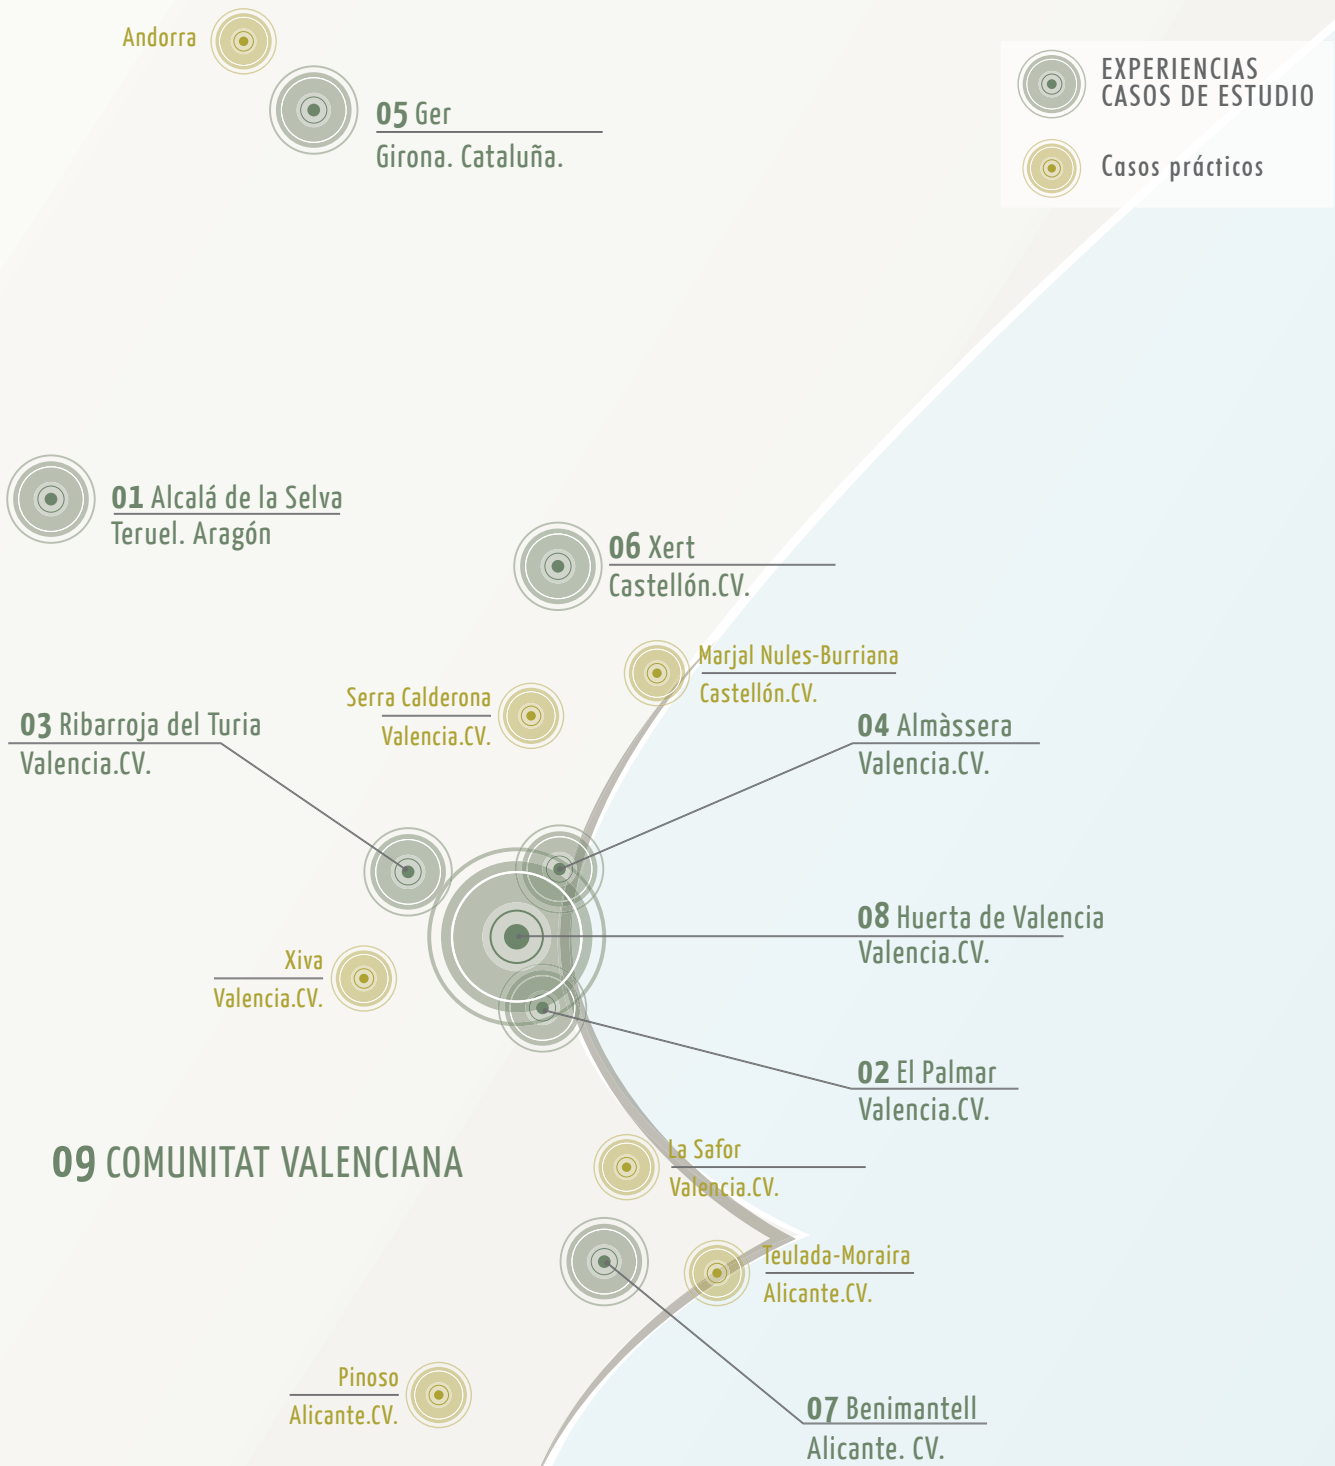 Andorra
05 Ger
Girona. Cataluña.
EXPERIENCIAS
CASOS DE ESTUDIO
Casos prácticos
01 Alcalá de la Selva
Teruel. Aragón
06 Xert
Castellón.CV.
Marjal Nules-Burriana
Castellón.CV.
Serra Calderona
Valencia.CV.
03 Ribarroja del Turia
Valencia.CV.
04 Almàssera
Valencia.CV.
08 Huerta de Valencia
Valencia.CV.
Xiva
Valencia.CV.
02 El Palmar
Valencia.CV.
09 COMUNITAT VALENCIANA
La Safor
Valencia.CV.
Teulada-Moraira
Alicante.CV.
Pinoso
Alicante.CV.
07 Benimantell
Alicante. CV.